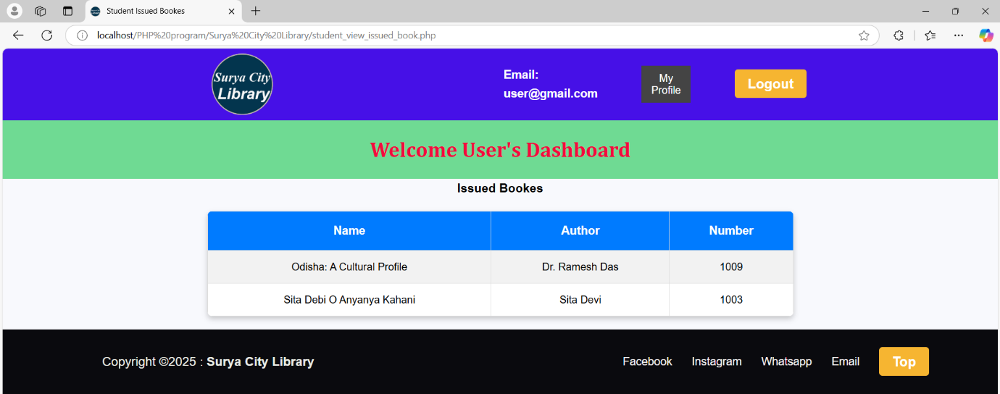 Student Issued Bookes
localhost/PHP%20program/Surya%20City%20Library/student_view_issued_book.php
Surya City
Library
Email:
user@gmail.com
My
Profile
Logout
Welcome User's Dashboard
Issued Bookes
Name Author Number
Odisha: A Cultural Profile Dr. Ramesh Das 1009
Sita Debi O Anyanya Kahani Sita Devi 1003
Copyright ©2025 : Surya City Library Facebook Instagram Whatsapp Email Top